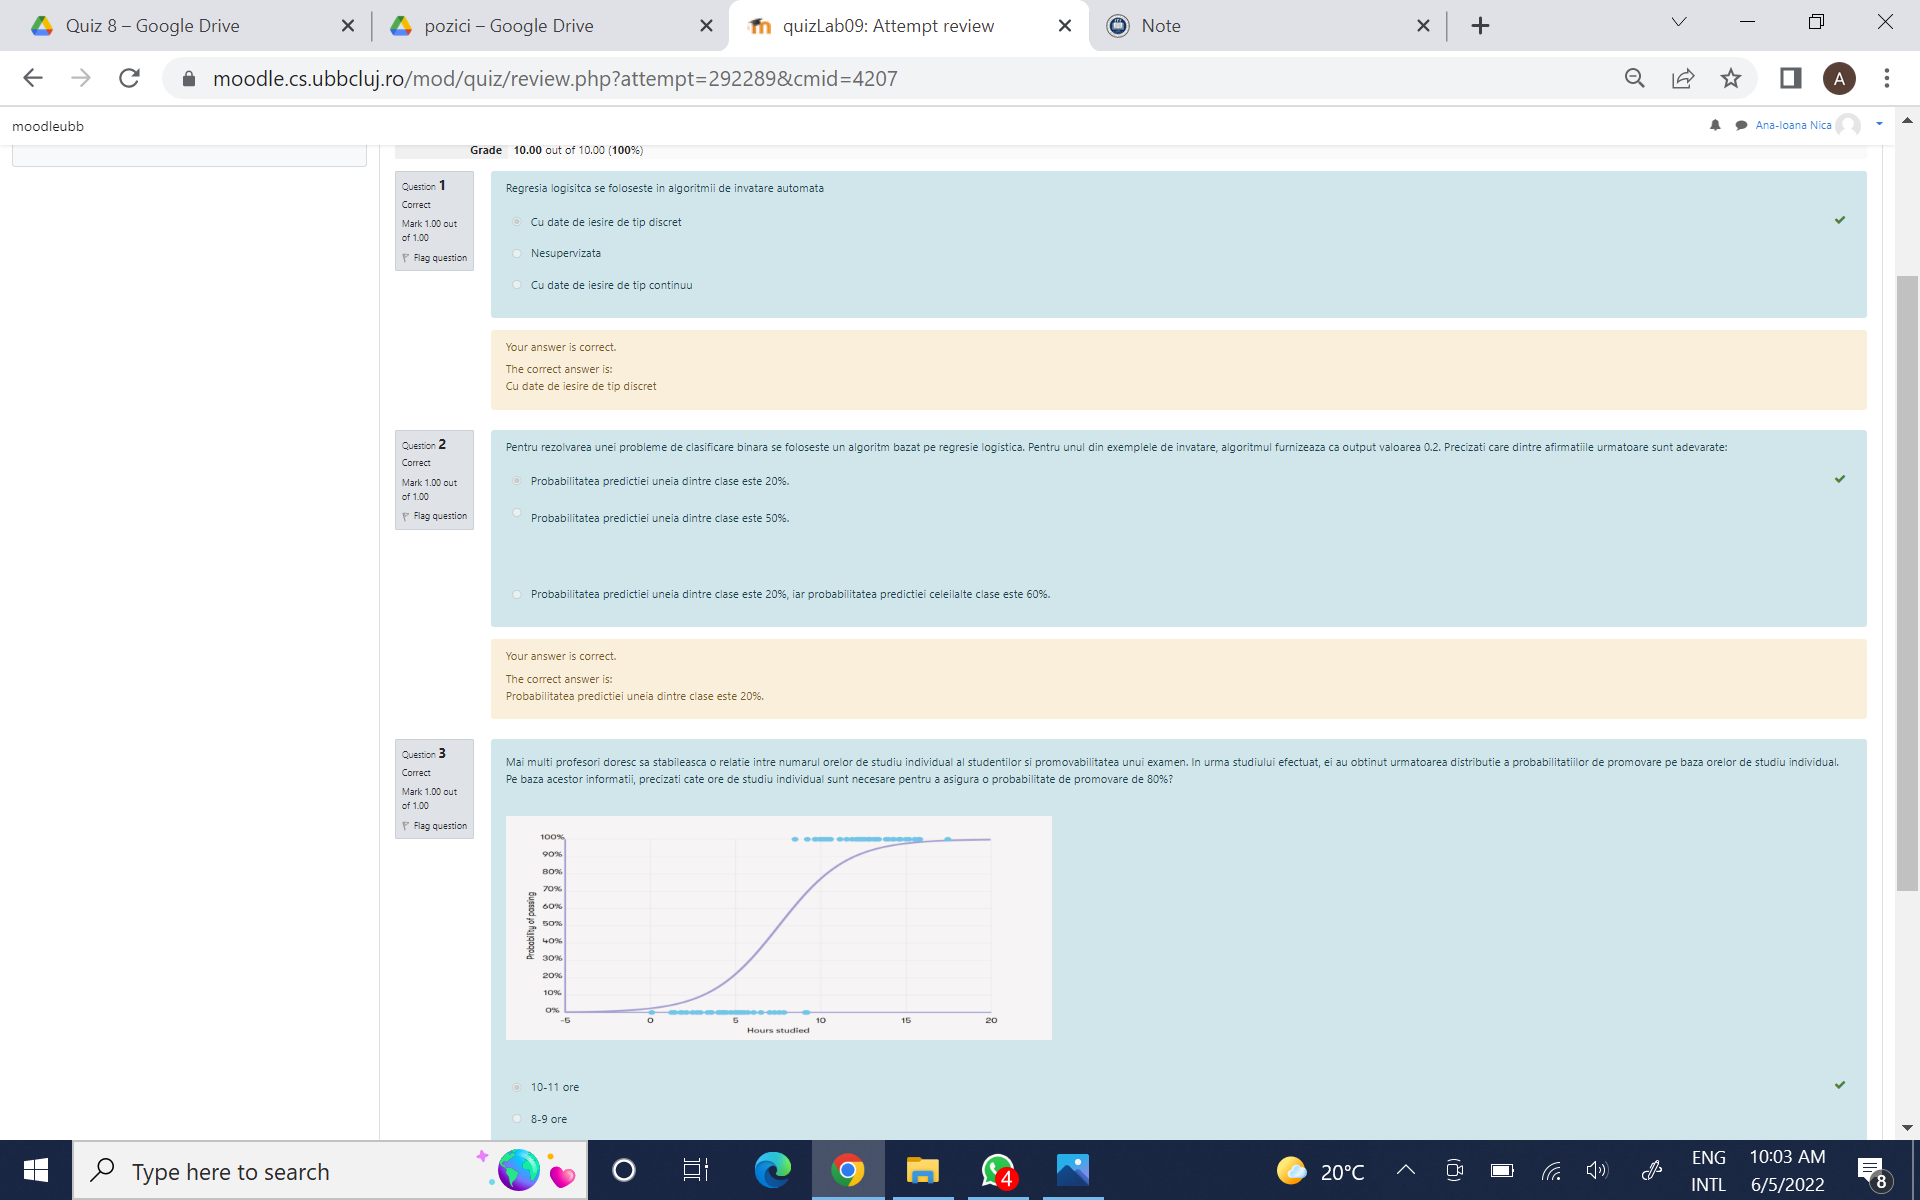 Quiz 8 – Google Drive
pozici – Google Drive
quizLab09: Attempt review
Note
moodle.cs.ubbcluj.ro/mod/quiz/review.php?attempt=292289&cmid=4207
A
moodleubb
Ana-Ioana Nica
Grade 10.00 out of 10.00 (100%)
Question 1
Correct
Mark 1.00 out
of 1.00
Flag question
Regresia logisitca se foloseste in algoritmii de invatare automata
Cu date de iesire de tip discret
Nesupervizata
Cu date de iesire de tip continuu
Your answer is correct.
The correct answer is:
Cu date de iesire de tip discret
Question 2
Correct
Mark 1.00 out
of 1.00
Flag question
Pentru rezolvarea unei probleme de clasificare binara se foloseste un algoritm bazat pe regresie logistica. Pentru unul din exemplele de invatare, algoritmul furnizeaza ca output valoarea 0.2. Precizati care dintre afirmatiile urmatoare sunt adevarate:
Probabilitatea predictiei uneia dintre clase este 20%.
Probabilitatea predictiei uneia dintre clase este 50%.
Probabilitatea predictiei uneia dintre clase este 20%, iar probabilitatea predictiei celeilalte clase este 60%.
Your answer is correct.
The correct answer is:
Probabilitatea predictiei uneia dintre clase este 20%.
Question 3
Correct
Mark 1.00 out
of 1.00
Flag question
Mai multi profesori doresc sa stabileasca o relatie intre numarul orelor de studiu individual al studentilor si promovabilitatea unui examen. In urma studiului efectuat, ei au obtinut urmatoarea distributie a probabilitatiilor de promovare pe baza orelor de studiu individual.
Pe baza acestor informatii, precizati cate ore de studiu individual sunt necesare pentru a asigura o probabilitate de promovare de 80%?
100%
90%
80%
70%
60%
50%
40%
30%
20%
10%
0%
Probability of passing
-5 0 5 10 15 20
Hours studied
10-11 ore
8-9 ore
Type here to search
4
20°C
ENG
INTL
10:03 AM
6/5/2022
8